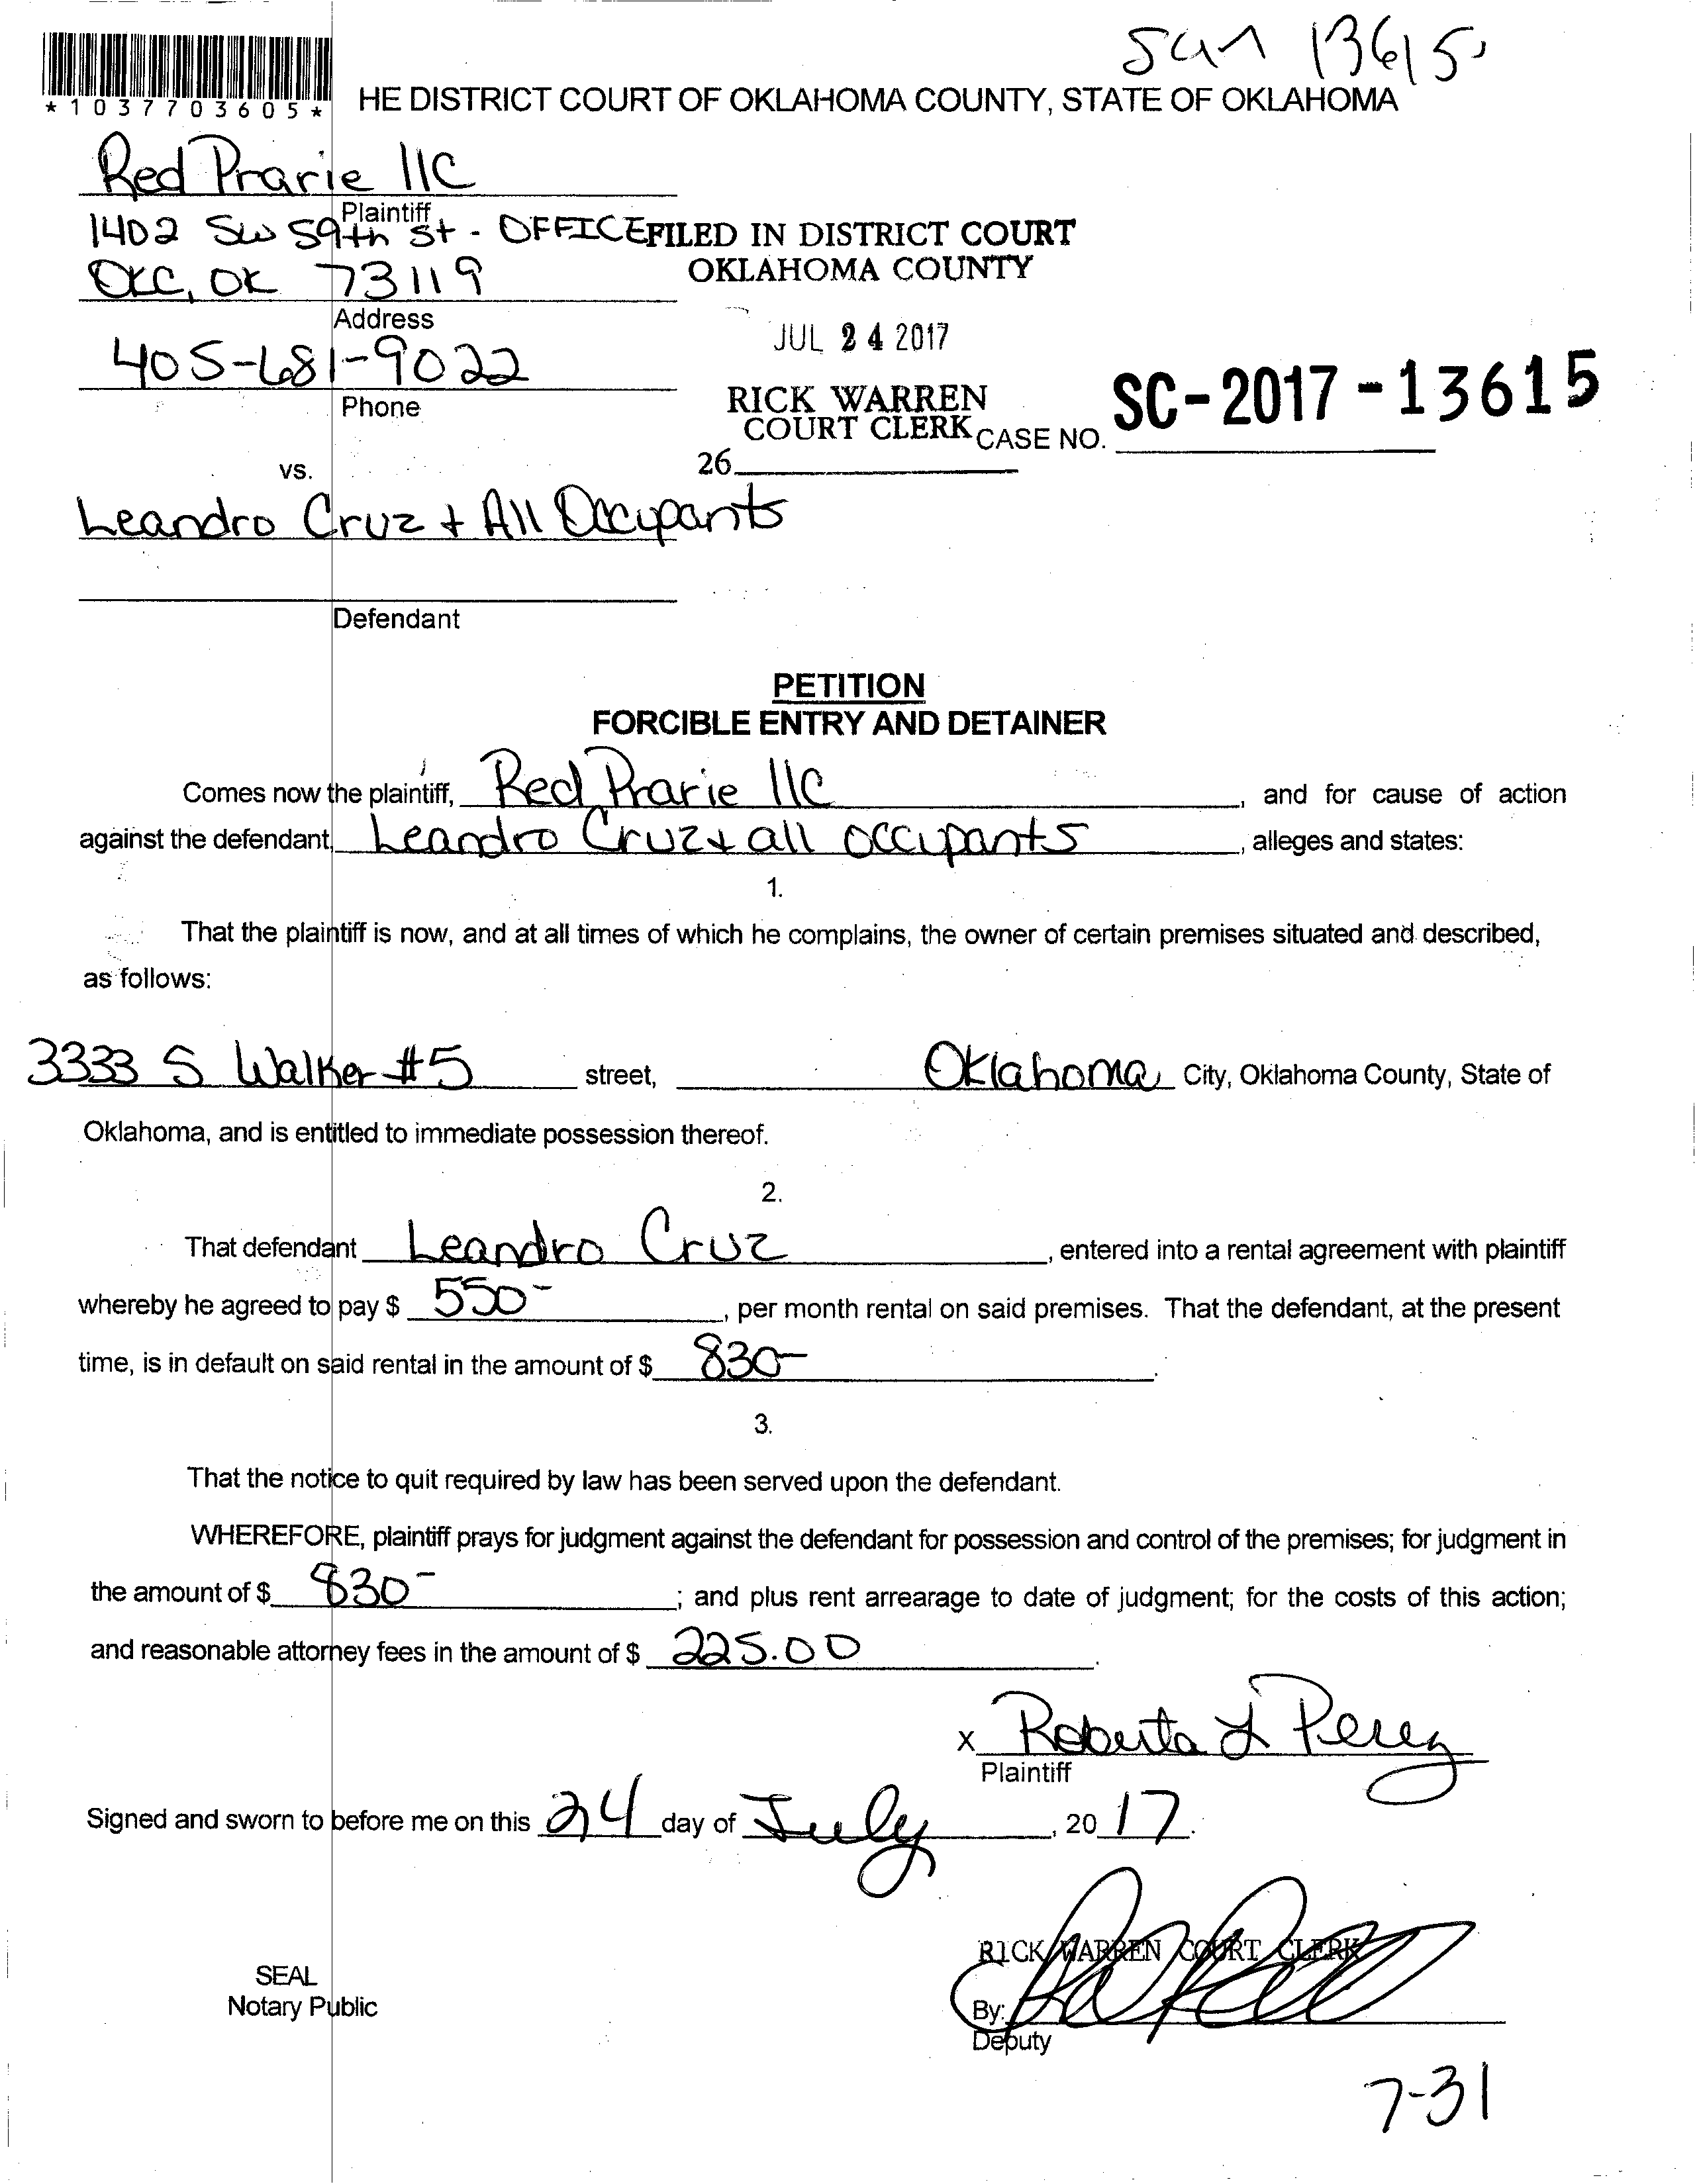 13615
*1037703605*
HE DISTRICT COURT OF OKLAHOMA COUNTY, STATE OF OKLAHOMA
Red Prarie llC
Plaintiff
1402 SW 59th St - OFFICE
FILED IN DISTRICT COURT
OKLAHOMA COUNTY
OKC, OK 73119
Address
JUL 24 2017
405-681-9022
Phone
RICK WARREN
COURT CLERK
CASE NO. SC-2017-13615
26
vs.
Leandro Cruz + All Occupants
Defendant
PETITION
FORCIBLE ENTRY AND DETAINER
Comes now the plaintiff, Red Prarie llC, and for cause of action
against the defendant, Leandro Cruz + all occupants, alleges and states:
1.
That the plaintiff is now, and at all times of which he complains, the owner of certain premises situated and described,
as follows:
3333 S Walker #5 street, Oklahoma City, Oklahoma County, State of
Oklahoma, and is entitled to immediate possession thereof.
2.
That defendant Leandro Cruz, entered into a rental agreement with plaintiff
whereby he agreed to pay $ 550-, per month rental on said premises. That the defendant, at the present
time, is in default on said rental in the amount of $ 830-.
3.
That the notice to quit required by law has been served upon the defendant.
WHEREFORE, plaintiff prays for judgment against the defendant for possession and control of the premises; for judgment in
the amount of $ 830-; and plus rent arrearage to date of judgment; for the costs of this action;
and reasonable attorney fees in the amount of $ 225.00.
x Roberta L Perez
Plaintiff
Signed and sworn to before me on this 24 day of July, 2017.
RICK WARREN COURT CLERK
SEAL
Notary Public
By:
Deputy
7-31